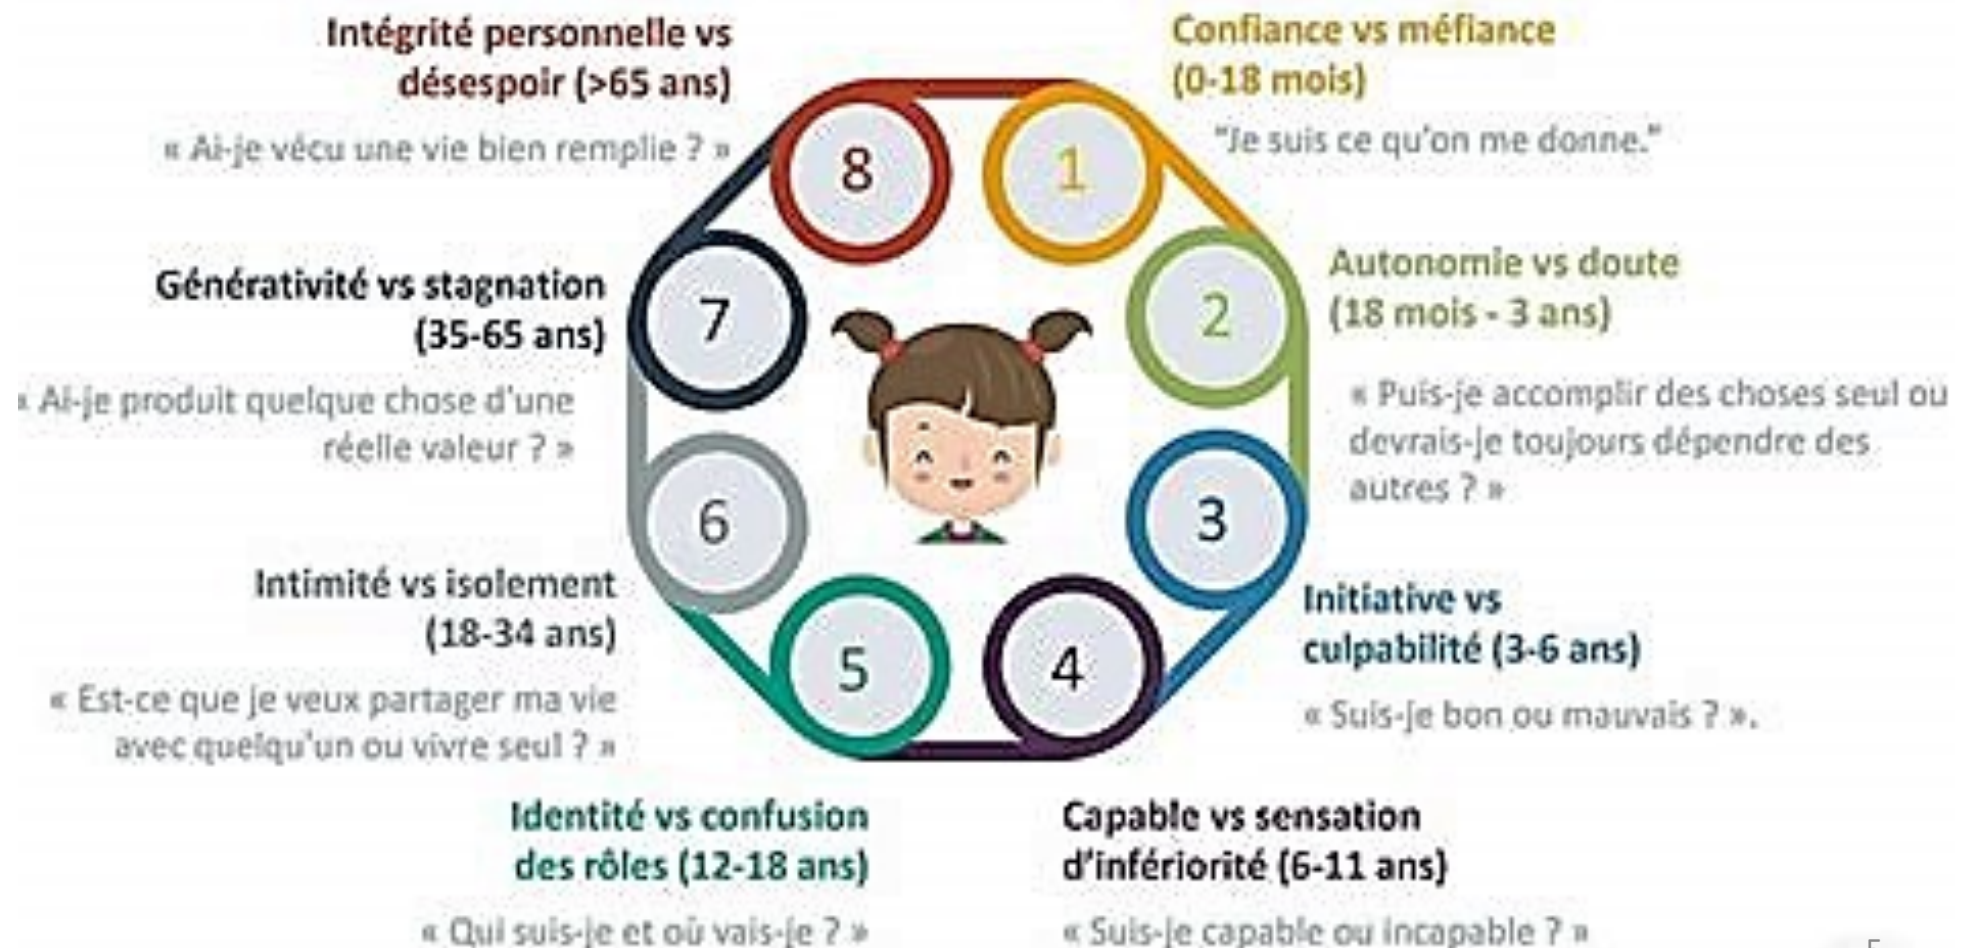 Confiance vs méfiance
(0-18 mois)
"Je suis ce qu'on me donne."
Autonomie vs doute
(18 mois - 3 ans)
« Puis-je accomplir des choses seul ou
devrais-je toujours dépendre des
autres ? »
Initiative vs
culpabilité (3-6 ans)
« Suis-je bon ou mauvais ? ».
Capable vs sensation
d'infériorité (6-11 ans)
« Suis-je capable ou incapable ? »
Identité vs confusion
des rôles (12-18 ans)
« Qui suis-je et où vais-je ? »
Intimité vs isolement
(18-34 ans)
« Est-ce que je veux partager ma vie
avec quelqu'un ou vivre seul ? »
Générativité vs stagnation
(35-65 ans)
« Ai-je produit quelque chose d'une
réelle valeur ? »
Intégrité personnelle vs
désespoir (>65 ans)
« Ai-je vécu une vie bien remplie ? »
1
2
3
4
5
6
7
8